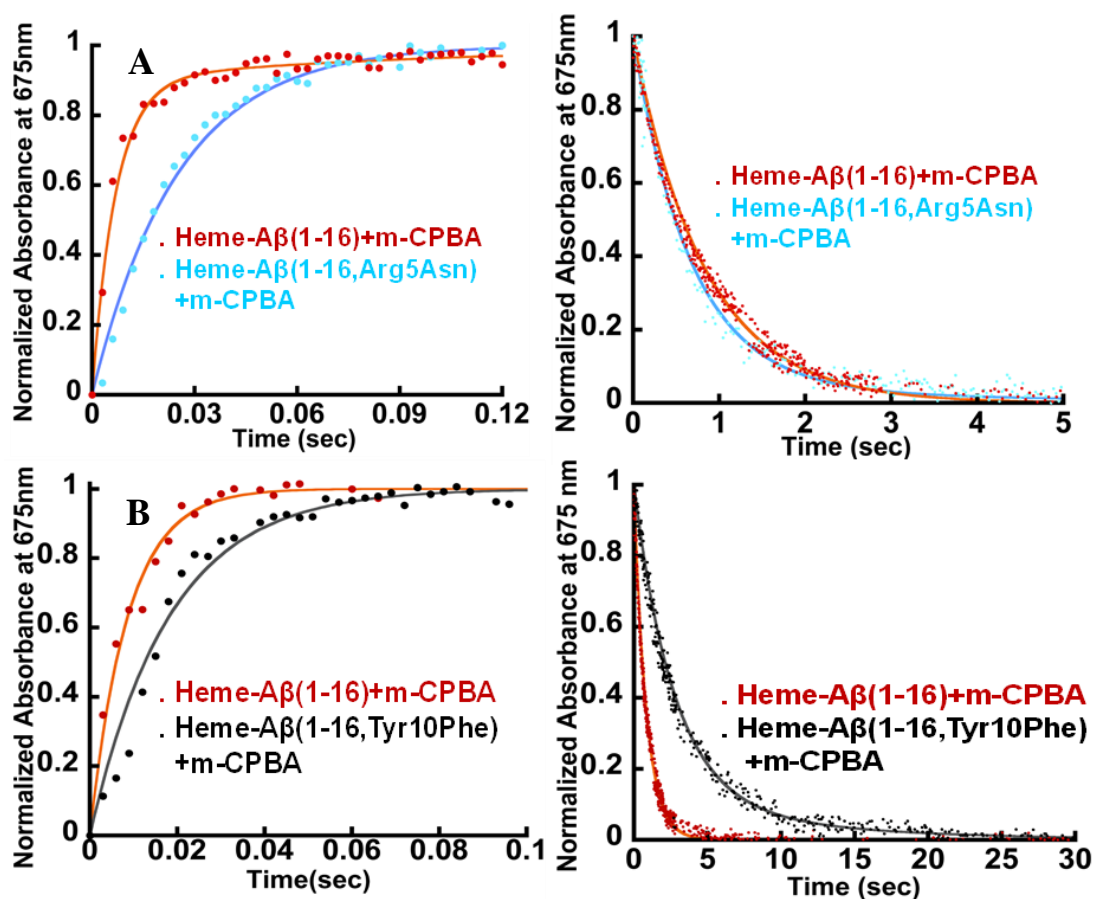 A
Normalized Absorbance at 675nm
1
0.8
0.6
0.4
0.2
0
. Heme-Aβ(1-16)+m-CPBA
. Heme-Aβ(1-16,Arg5Asn)
+m-CPBA
0 0.03 0.06 0.09 0.12
Time (sec)
Normalized Absorbance at 675nm
1
0.8
0.6
0.4
0.2
0
. Heme-Aβ(1-16)+m-CPBA
. Heme-Aβ(1-16,Arg5Asn)
+m-CPBA
0 1 2 3 4 5
Time (sec)
B
Normalized Absorbance at 675 nm
1
0.8
0.6
0.4
0.2
0
. Heme-Aβ(1-16)+m-CPBA
. Heme-Aβ(1-16,Tyr10Phe)
+m-CPBA
0 0.02 0.04 0.06 0.08 0.1
Time(sec)
Normalized Absorbance at 675 nm
1
0.8
0.6
0.4
0.2
0
. Heme-Aβ(1-16)+m-CPBA
. Heme-Aβ(1-16,Tyr10Phe)
+m-CPBA
0 5 10 15 20 25 30
Time (sec)